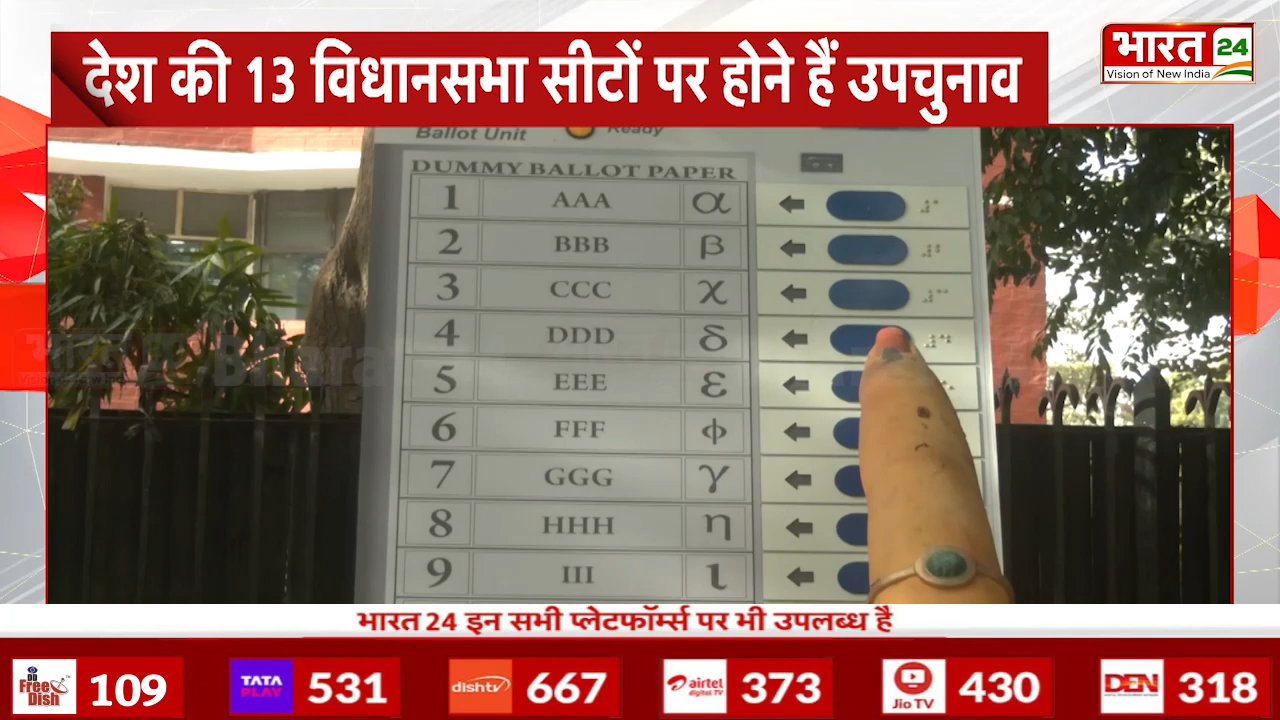 देश की 13 विधानसभा सीटों पर होने हैं उपचुनाव
भारत 24
Vision of New India
Ballot Unit Ready
DUMMY BALLOT PAPER
1 AAA α
2 BBB β
3 CCC χ
4 DDD δ
5 EEE ε
6 FFF ϕ
7 GGG γ
8 HHH η
9 III ι
भारत 24 इन सभी प्लेटफॉर्म्स पर भी उपलब्ध है
DD Free Dish 109
TATA PLAY 531
dishtv 667
airtel digital TV 373
Jio TV 430
DEN 318